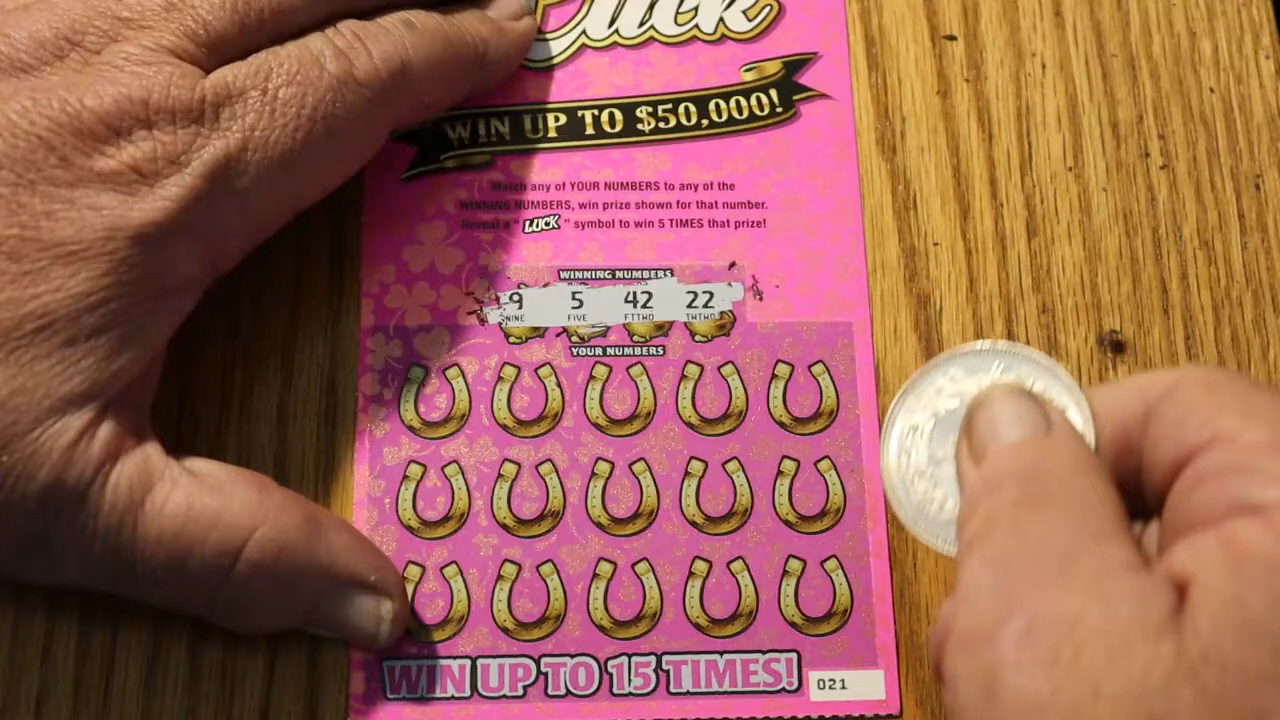 Luck
WIN UP TO $50,000!
Match any of YOUR NUMBERS to any of the
WINNING NUMBERS, win prize shown for that number.
Reveal a "LUCK" symbol to win 5 TIMES that prize!
WINNING NUMBERS
9 5 42 22
NINE FIVE FTTWO TWTWO
YOUR NUMBERS
WIN UP TO 15 TIMES!
021